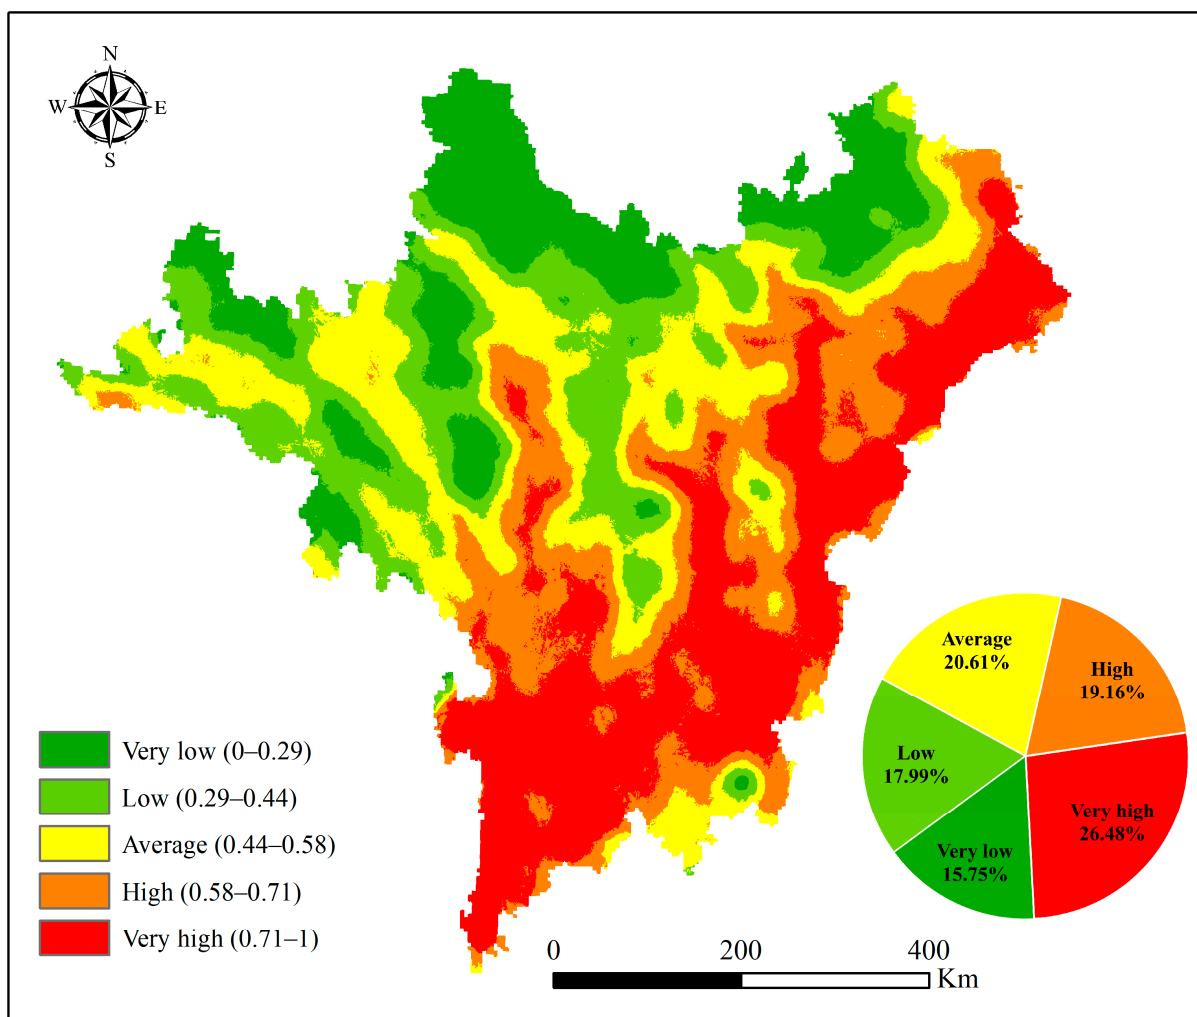 N
W E
S
Average
20.61%
High
19.16%
Low
17.99%
Very high
26.48%
Very low
15.75%
Very low (0–0.29)
Low (0.29–0.44)
Average (0.44–0.58)
High (0.58–0.71)
Very high (0.71–1)
0 200 400
Km